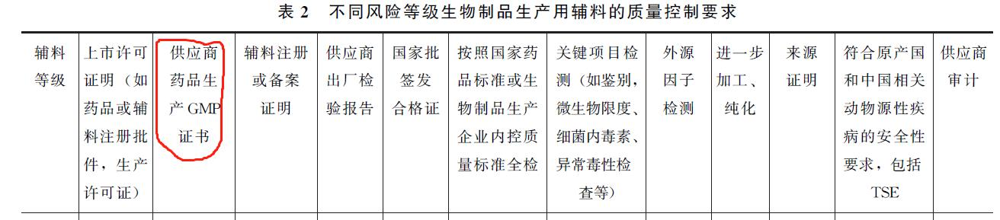 表 2 不同风险等级生物制品生产用辅料的质量控制要求
辅料
等级
上市许可
证明（如
药品或辅
料注册批
件，生产
许可证）
供应商
药品生
产 GMP
证书
辅料注册
或备案
证明
供应商
出厂检
验报告
国家批
签发
合格证
按照国家药
品标准或生
物制品生产
企业内控质
量标准全检
关键项目检
测（如鉴别，
微生物限度、
细菌内毒素、
异常毒性检
查等）
外源
因子
检测
进一步
加工、
纯化
来源
证明
符合原产国
和中国相关
动物源性疾
病的安全性
要求，包括
TSE
供应商
审计